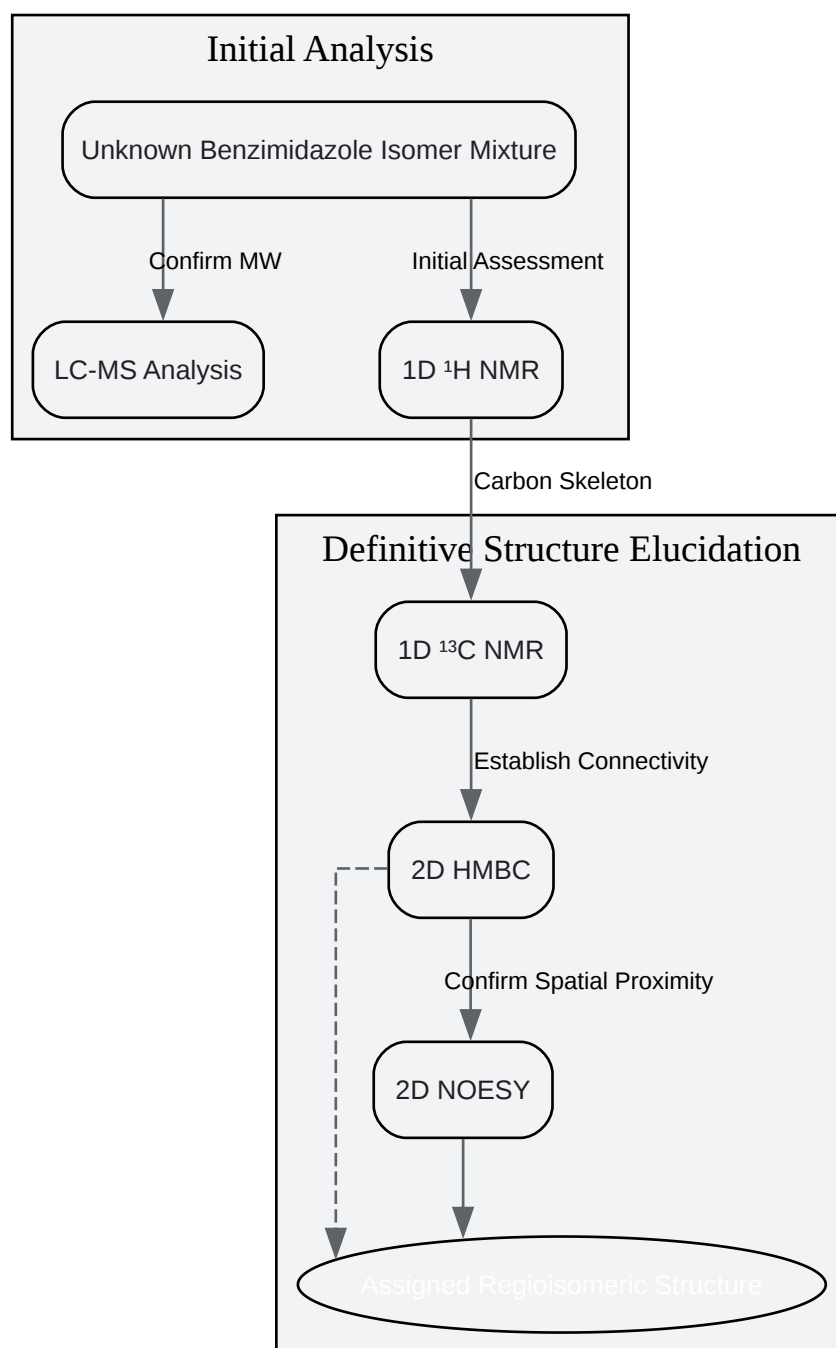 Initial Analysis
Unknown Benzimidazole Isomer Mixture
Confirm MW
Initial Assessment
LC-MS Analysis
1D ¹H NMR
Carbon Skeleton
Definitive Structure Elucidation
1D ¹³C NMR
Establish Connectivity
2D HMBC
Confirm Spatial Proximity
2D NOESY
Assigned Regioisomeric Structure